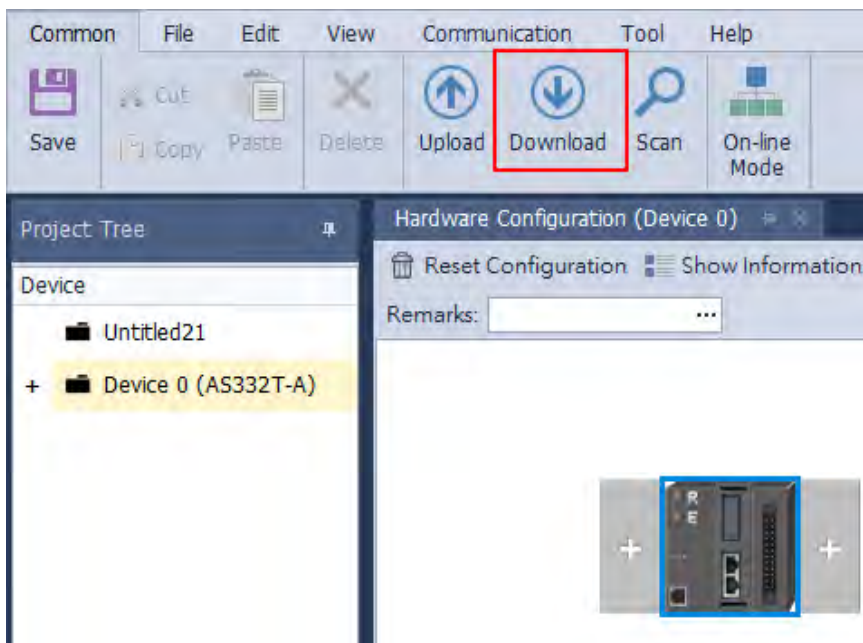 Common File Edit View Communication Tool Help
Cut
Copy
Save Paste Delete Upload Download Scan On-line
Mode
Project Tree
Hardware Configuration (Device 0)
Reset Configuration Show Information
Device
Remarks: ...
Untitled21
+ Device 0 (AS332T-A)
R
E
+ +